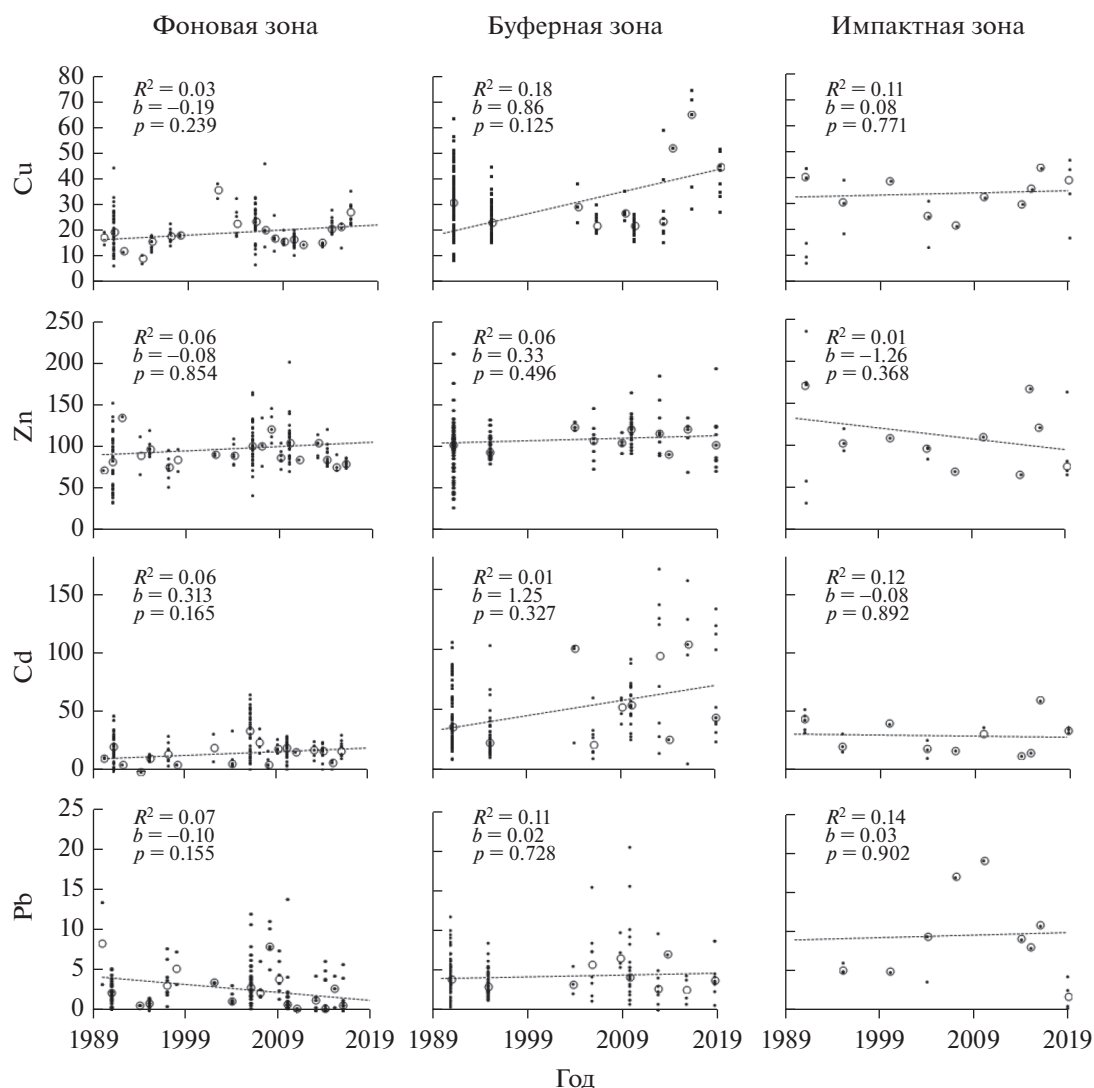 Фоновая зона
Буферная зона
Импактная зона
Cu
80
70
60
50
40
30
20
10
0
1989
1999
2009
2019
R² = 0.03
b = –0.19
p = 0.239
R² = 0.18
b = 0.86
p = 0.125
R² = 0.11
b = 0.08
p = 0.771
Zn
250
200
150
100
50
0
R² = 0.06
b = –0.08
p = 0.854
R² = 0.06
b = 0.33
p = 0.496
R² = 0.01
b = –1.26
p = 0.368
Cd
150
100
50
0
R² = 0.06
b = 0.313
p = 0.165
R² = 0.01
b = 1.25
p = 0.327
R² = 0.12
b = –0.08
p = 0.892
Pb
25
20
15
10
5
0
R² = 0.07
b = –0.10
p = 0.155
R² = 0.11
b = 0.02
p = 0.728
R² = 0.14
b = 0.03
p = 0.902
1989 1999 2009 2019
1989 1999 2009 2019
1989 1999 2009 2019
Год